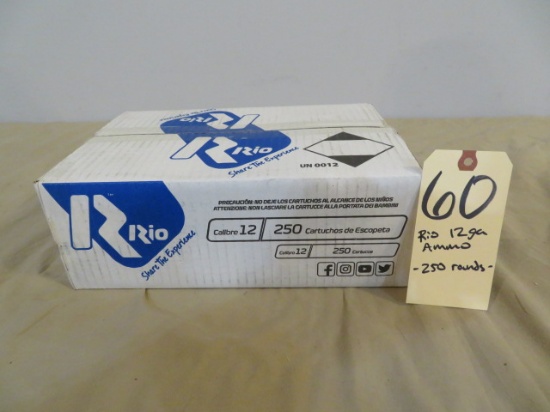 Rio
Rio
UN 0012
Share The Experience
R Rio
Share The Experience
PRECAUCIÓN: NO DEJE LOS CARTUCHOS AL ALCANCE DE LOS NIÑOS
ATTENZIONE: NON LASCIARE LA CARTUCCE ALLA PORTATA DEI BAMBINI
Calibre 12 250 Cartuchos de Escopeta
Calibro 12 250 Cartucce
60
Rio 12ga
Ammo
-250 rounds-